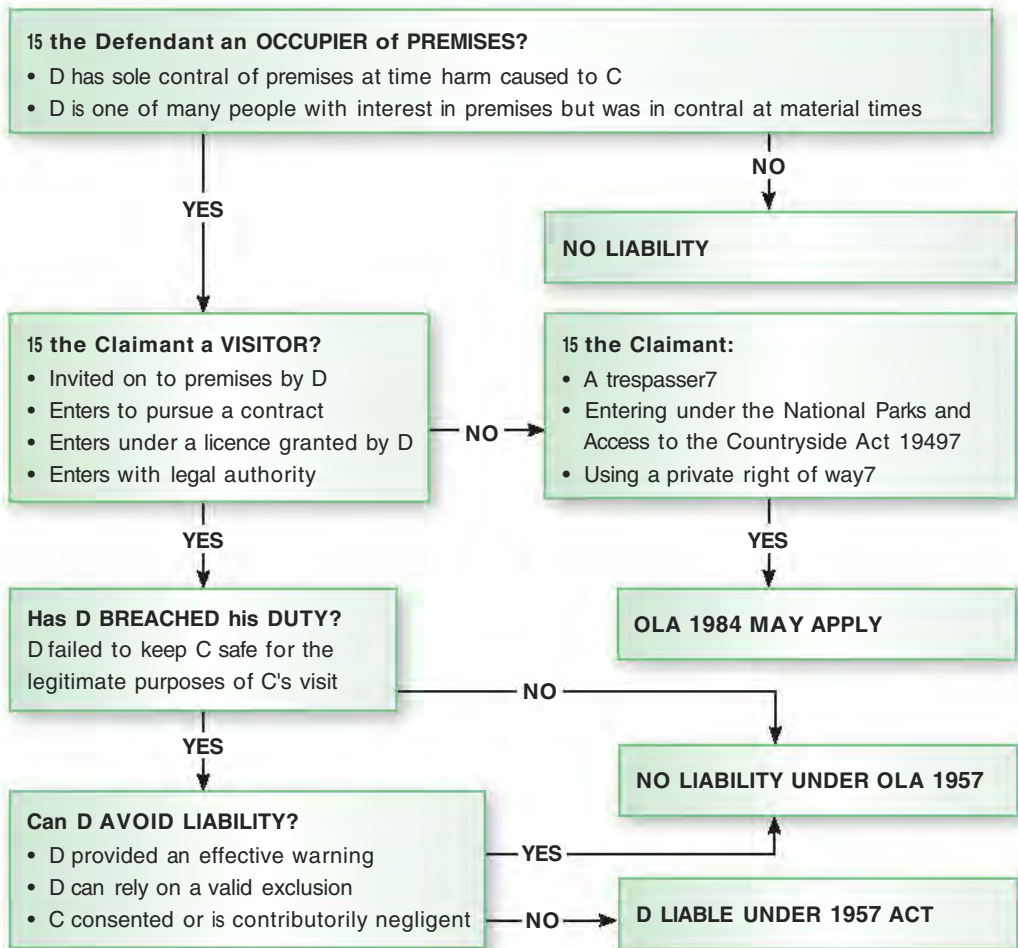 15 the Defendant an OCCUPIER of PREMISES?
• D has sole contral of premises at time harm caused to C
• D is one of many people with interest in premises but was in contral at material times
NO
YES
NO LIABILITY
15 the Claimant a VISITOR?
• Invited on to premises by D
• Enters to pursue a contract
• Enters under a licence granted by D
• Enters with legal authority
NO
15 the Claimant:
• A trespasser7
• Entering under the National Parks and
Access to the Countryside Act 19497
• Using a private right of way7
YES
YES
Has D BREACHED his DUTY?
D failed to keep C safe for the
legitimate purposes of C's visit
OLA 1984 MAY APPLY
NO
YES
NO LIABILITY UNDER OLA 1957
Can D AVOID LIABILITY?
• D provided an effective warning
• D can rely on a valid exclusion
• C consented or is contributorily negligent
YES
NO
D LIABLE UNDER 1957 ACT